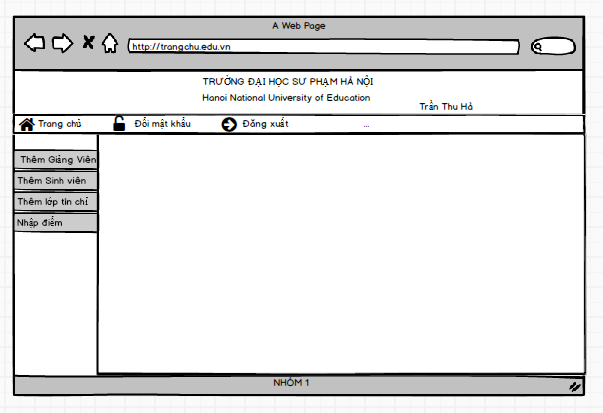 A Web Page
http://trangchu.edu.vn
TRƯỜNG ĐẠI HỌC SƯ PHẠM HÀ NỘI
Hanoi National University of Education
Trần Thu Hà
Trang chủ Đổi mật khẩu Đăng xuất ...
Thêm Giảng Viên
Thêm Sinh viên
Thêm lớp tín chỉ
Nhập điểm
NHÓM 1